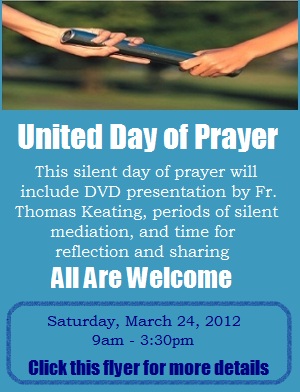 United Day of Prayer
This silent day of prayer will
include DVD presentation by Fr.
Thomas Keating, periods of silent
mediation, and time for
reflection and sharing
All Are Welcome
Saturday, March 24, 2012
9am - 3:30pm
Click this flyer for more details